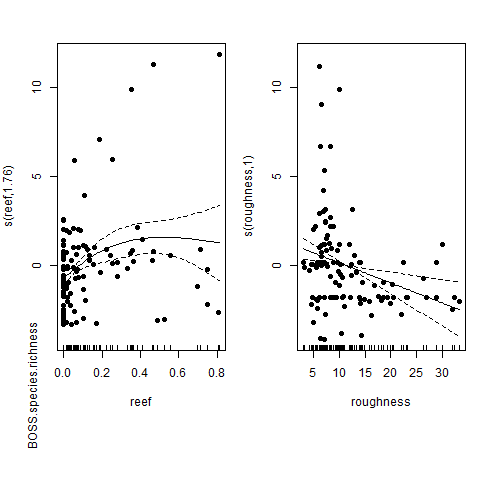 BOSS.species.richness
s(reef,1.76)
0 5 10
0.0 0.2 0.4 0.6 0.8
reef
s(roughness,1)
0 5 10
5 10 15 20 25 30
roughness